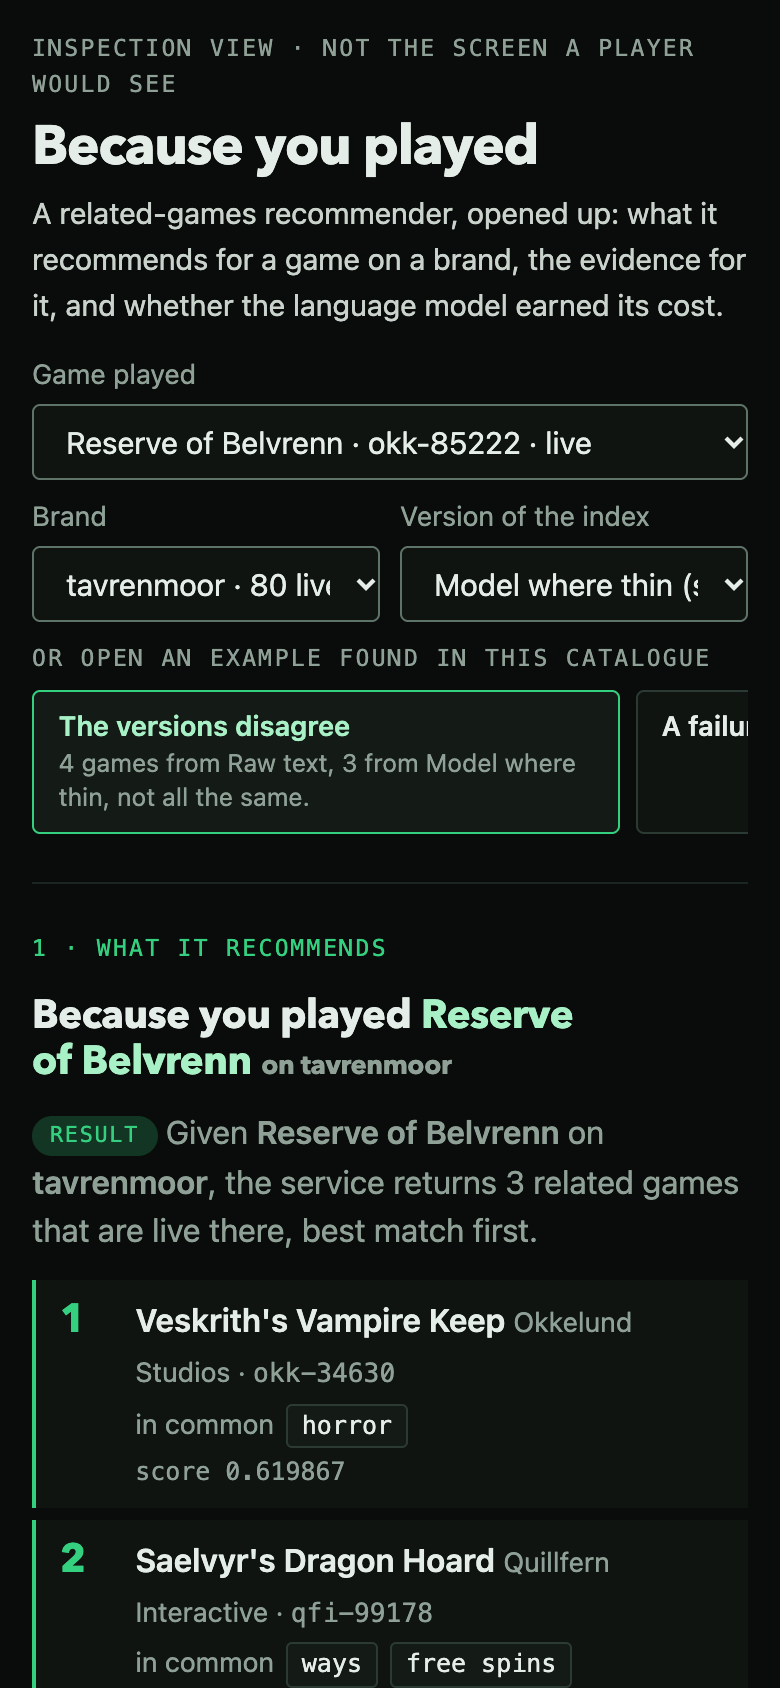 INSPECTION VIEW · NOT THE SCREEN A PLAYER
WOULD SEE
Because you played
A related-games recommender, opened up: what it
recommends for a game on a brand, the evidence for
it, and whether the language model earned its cost.
Game played
Reserve of Belvrenn · okk-85222 · live
Brand
Version of the index
tavrenmoor · 80 live
Model where thin (
OR OPEN AN EXAMPLE FOUND IN THIS CATALOGUE
The versions disagree
4 games from Raw text, 3 from Model where
thin, not all the same.
A failu
1 · WHAT IT RECOMMENDS
Because you played Reserve
of Belvrenn on tavrenmoor
RESULT Given Reserve of Belvrenn on
tavrenmoor, the service returns 3 related games
that are live there, best match first.
1 Veskrith's Vampire Keep Okkelund
Studios · okk-34630
in common horror
score 0.619867
2 Saelvyr's Dragon Hoard Quillfern
Interactive · qfi-99178
in common ways free spins